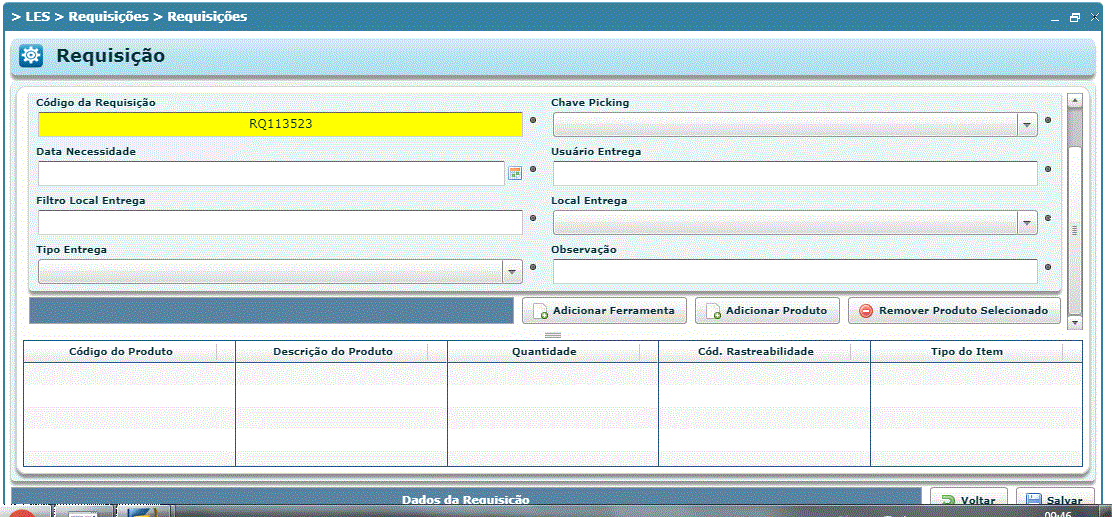 > LES > Requisições > Requisições
Requisição
Código da Requisição Chave Picking
RQ113523
Data Necessidade Usuário Entrega
Filtro Local Entrega Local Entrega
Tipo Entrega Observação
Adicionar Ferramenta Adicionar Produto Remover Produto Selecionado
Código do Produto Descrição do Produto Quantidade Cód. Rastreabilidade Tipo do Item
Dados da Requisição Voltar Salvar
09:46